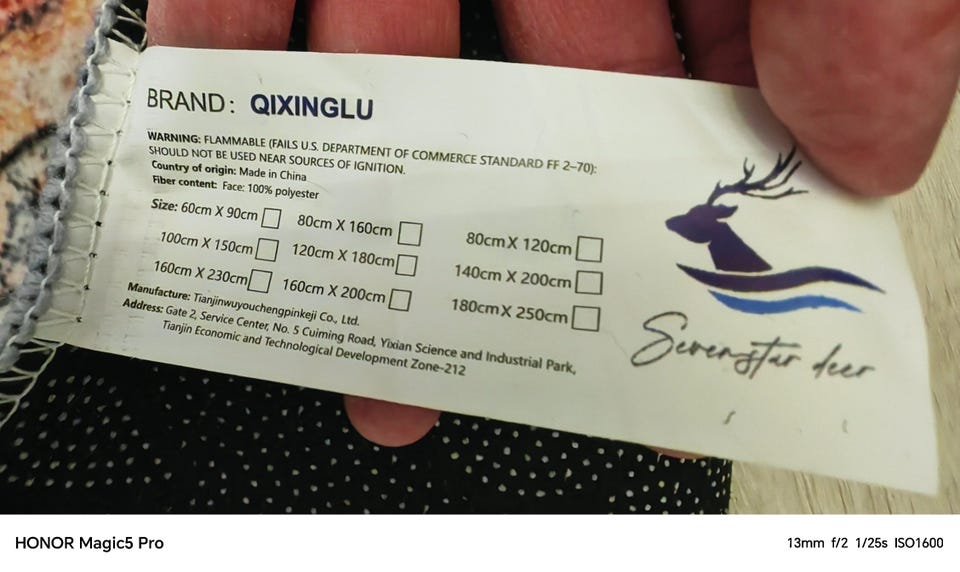 BRAND: QIXINGLU
WARNING: FLAMMABLE (FAILS U.S. DEPARTMENT OF COMMERCE STANDARD FF 2-70):
SHOULD NOT BE USED NEAR SOURCES OF IGNITION.
Country of origin: Made in China
Fiber content: Face: 100% polyester
Size: 60cm X 90cm 80cm X 160cm 80cm X 120cm
100cm X 150cm 120cm X 180cm 140cm X 200cm
160cm X 230cm 160cm X 200cm 180cm X 250cm
Manufacture: Tianjinwuyouchengpinkeji Co., Ltd.
Address: Gate 2, Service Center, No. 5 Cuiming Road, Yixian Science and Industrial Park,
Tianjin Economic and Technological Development Zone-212
Sevenstar deer
HONOR Magic5 Pro
13mm f/2 1/25s ISO1600